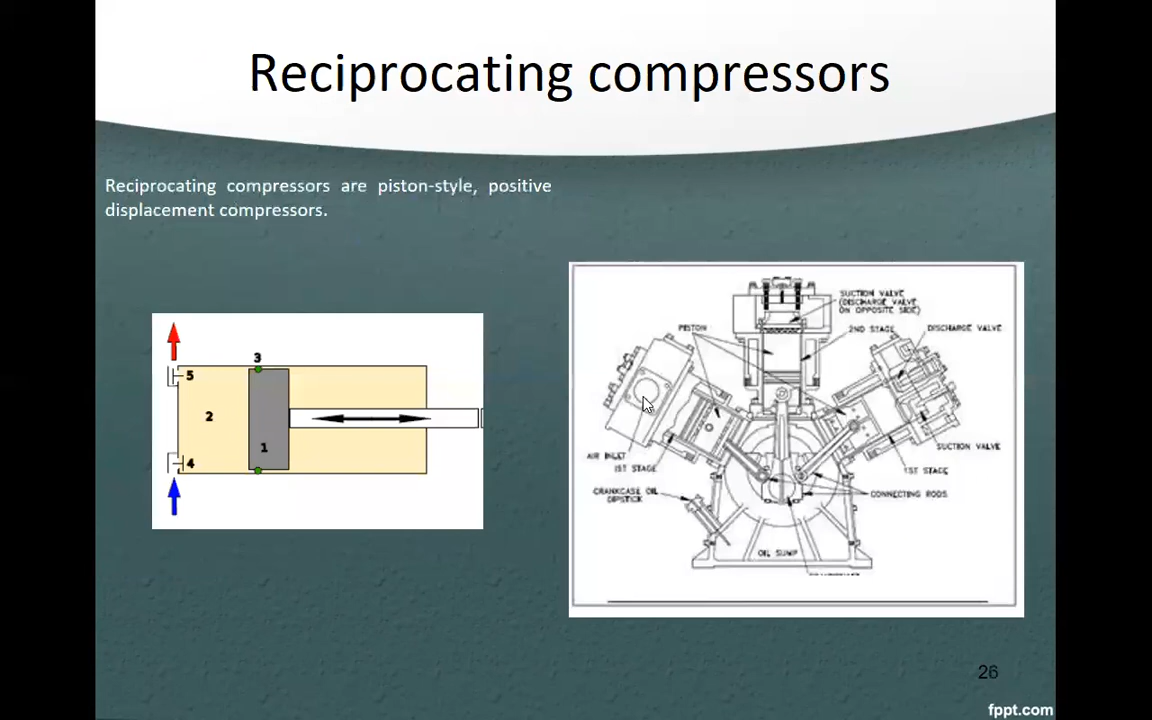 Reciprocating compressors
Reciprocating compressors are piston-style, positive
displacement compressors.
3
5
2
1
4
SUCTION VALVE
(DISCHARGE VALVE
ON OPPOSITE SIDE)
PISTON
2ND STAGE
DISCHARGE VALVE
AIR INLET
1ST STAGE
SUCTION VALVE
1ST STAGE
CRANKCASE OIL
DIPSTICK
CONNECTING RODS
OIL SUMP
26
fppt.com